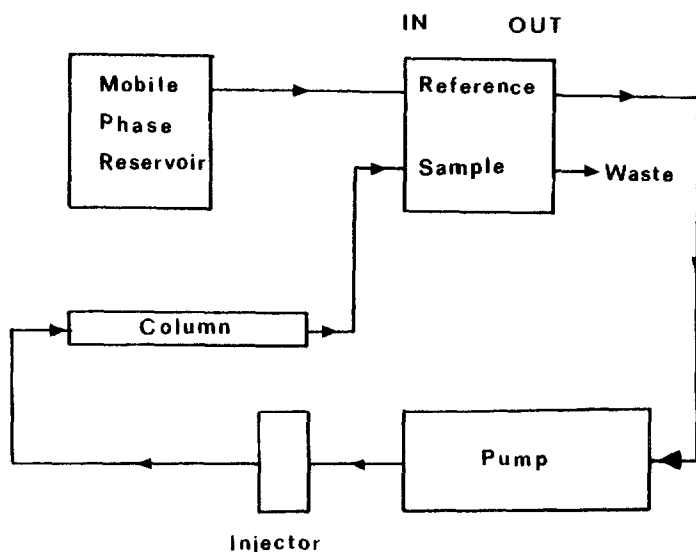 IN OUT
Mobile
Phase
Reservoir
Reference
Sample
Waste
Column
Pump
Injector